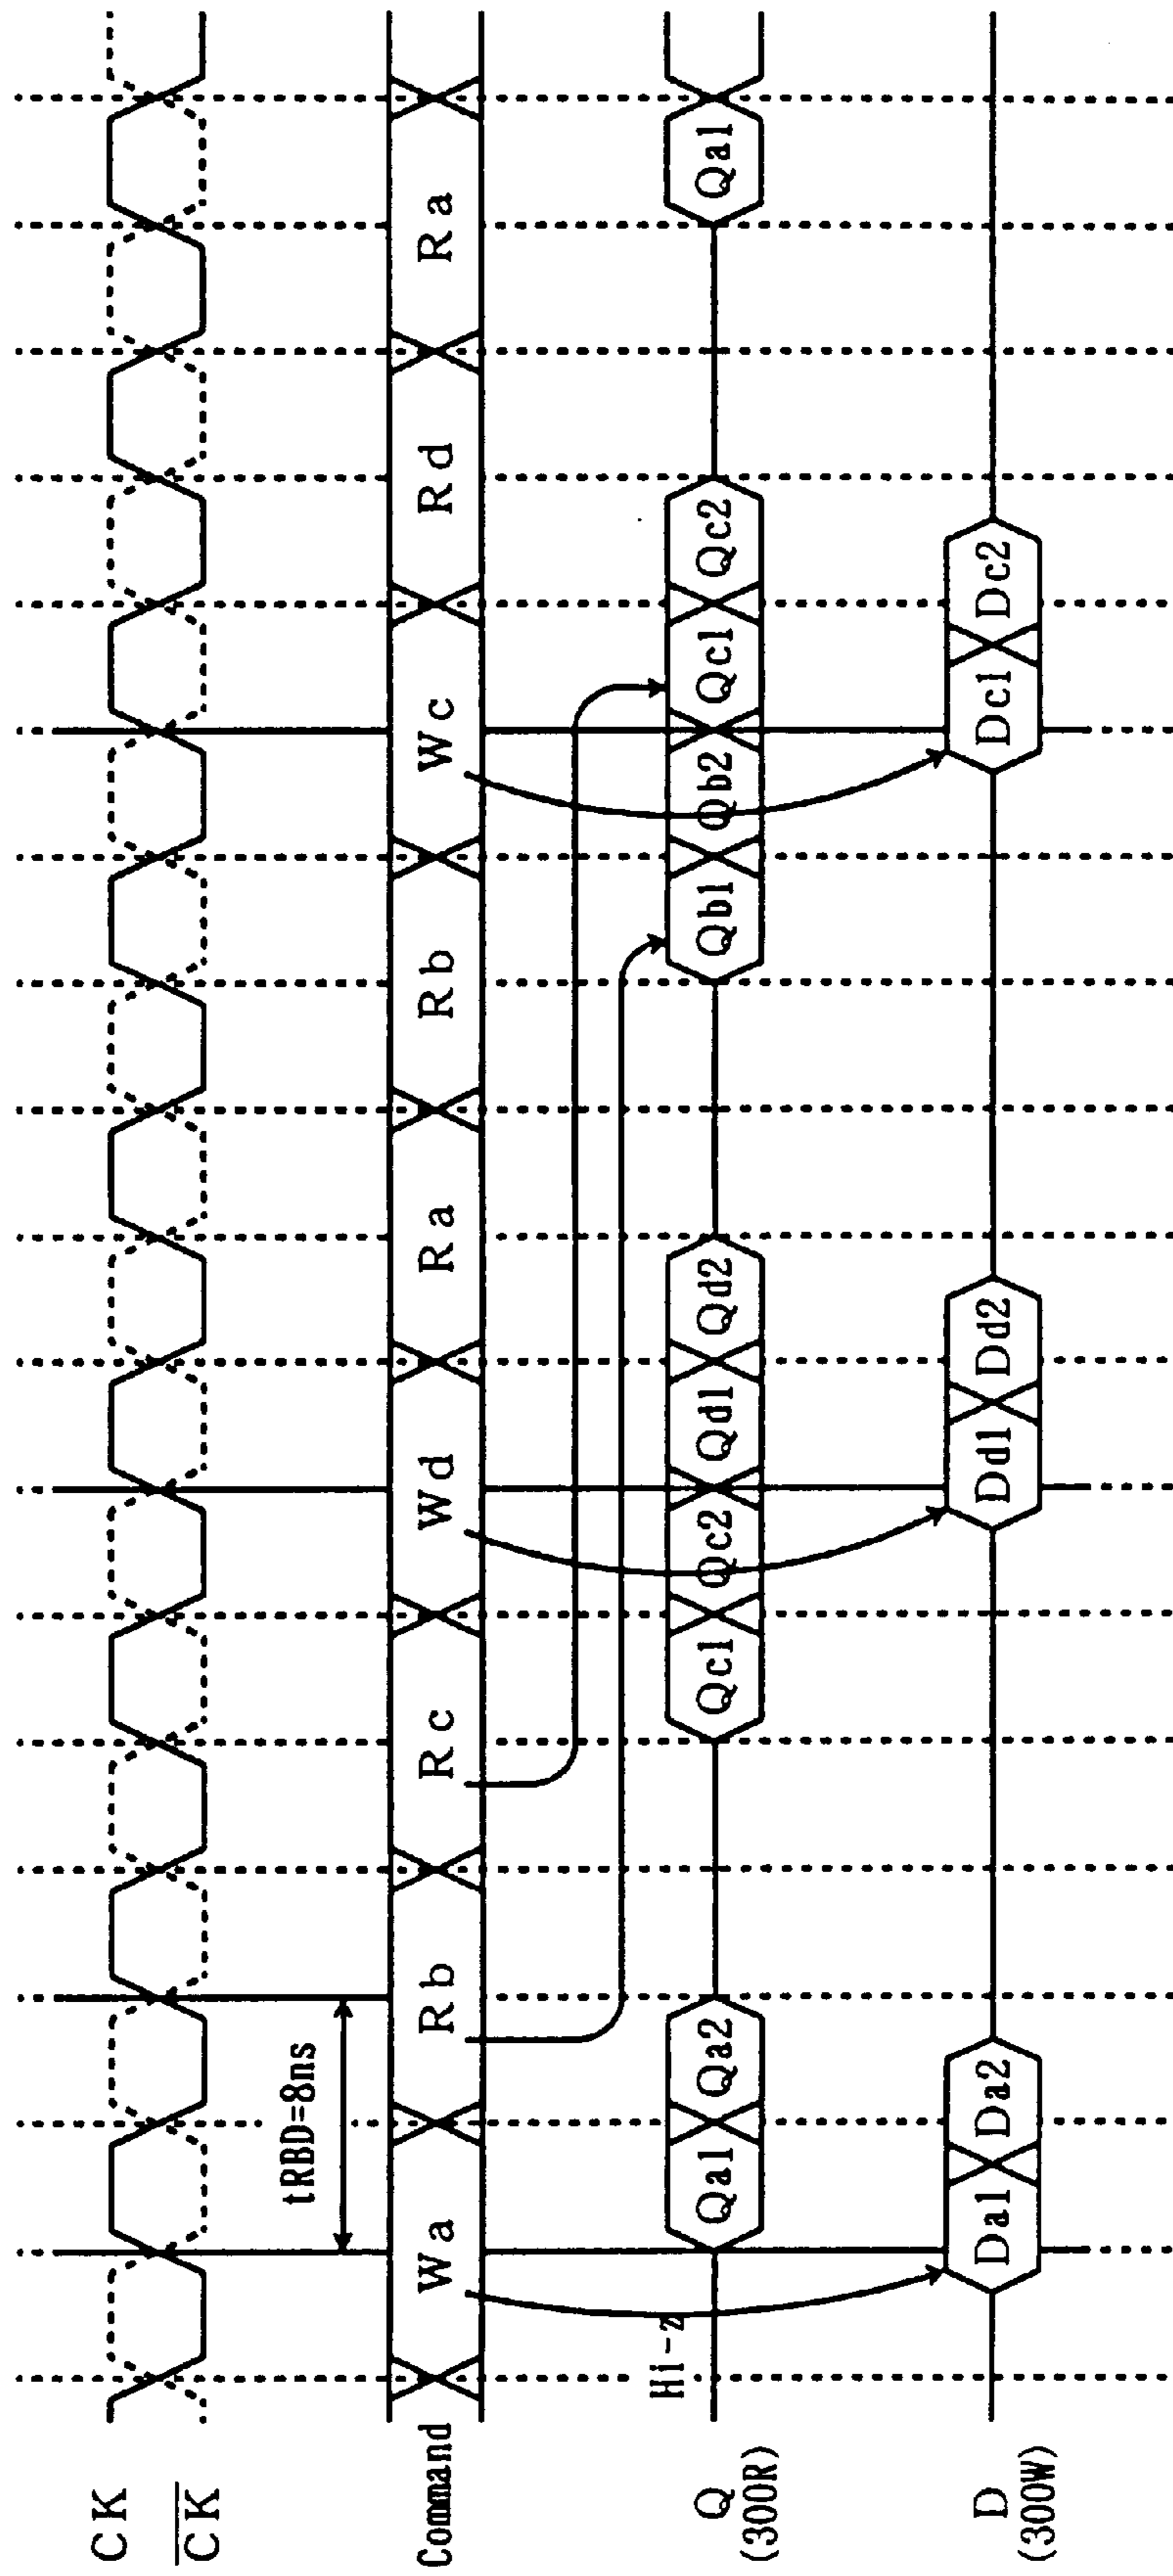 CK
CK
tRBD=8ns
Command
Wa Rb Rc Wd Ra Rb Wc Rd Ra
Hi-z
Q
(300R)
Qa1 Qa2 Qc1 Qc2 Qd1 Qd2 Qb1 Qb2 Qc1 Qc2 Qa1
D
(300W)
Da1 Da2 Dd1 Dd2 Dc1 Dc2